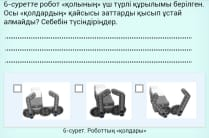 6-суретте робот «қолының» үш түрлі құрылымы берілген.
Осы «қолдардың» қайсысы заттарды қысып ұстай
алмайды? Себебін түсіндіріңдер.
6-сурет. Роботтың «қолдары»